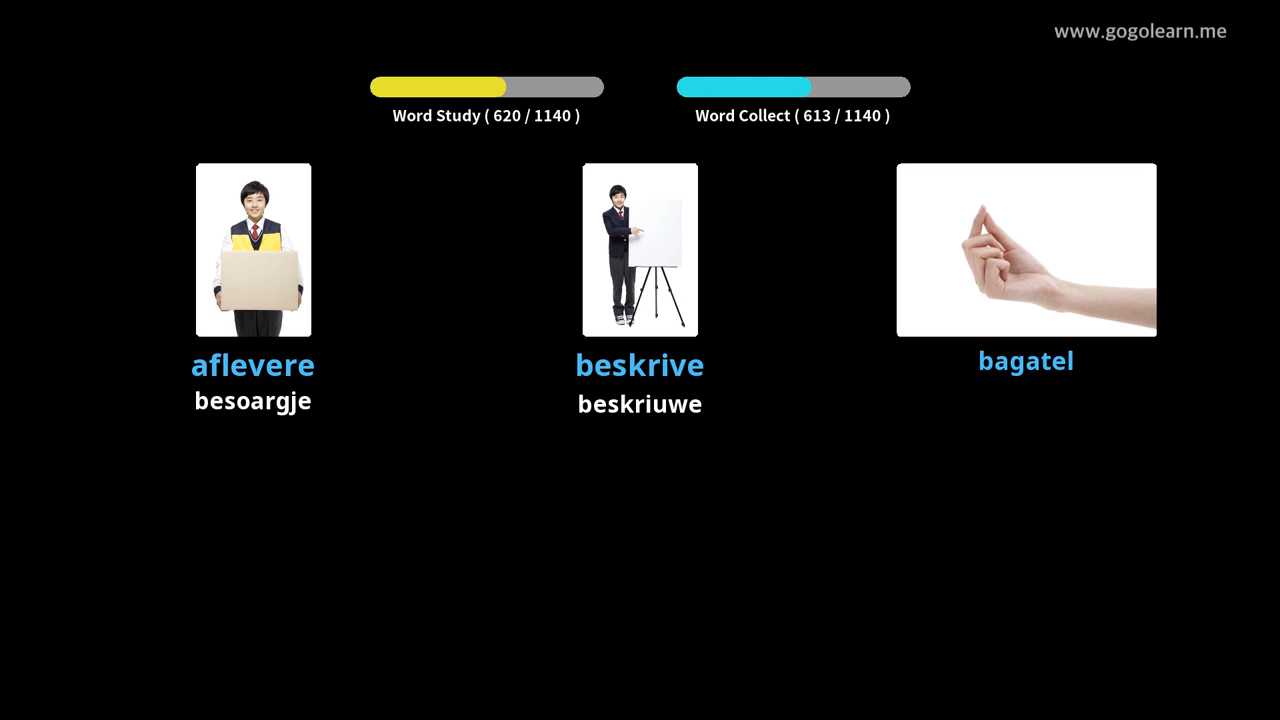 www.gogolearn.me
Word Study ( 620 / 1140 )
Word Collect ( 613 / 1140 )
aflevere
besoargje
beskrive
beskriuwe
bagatel